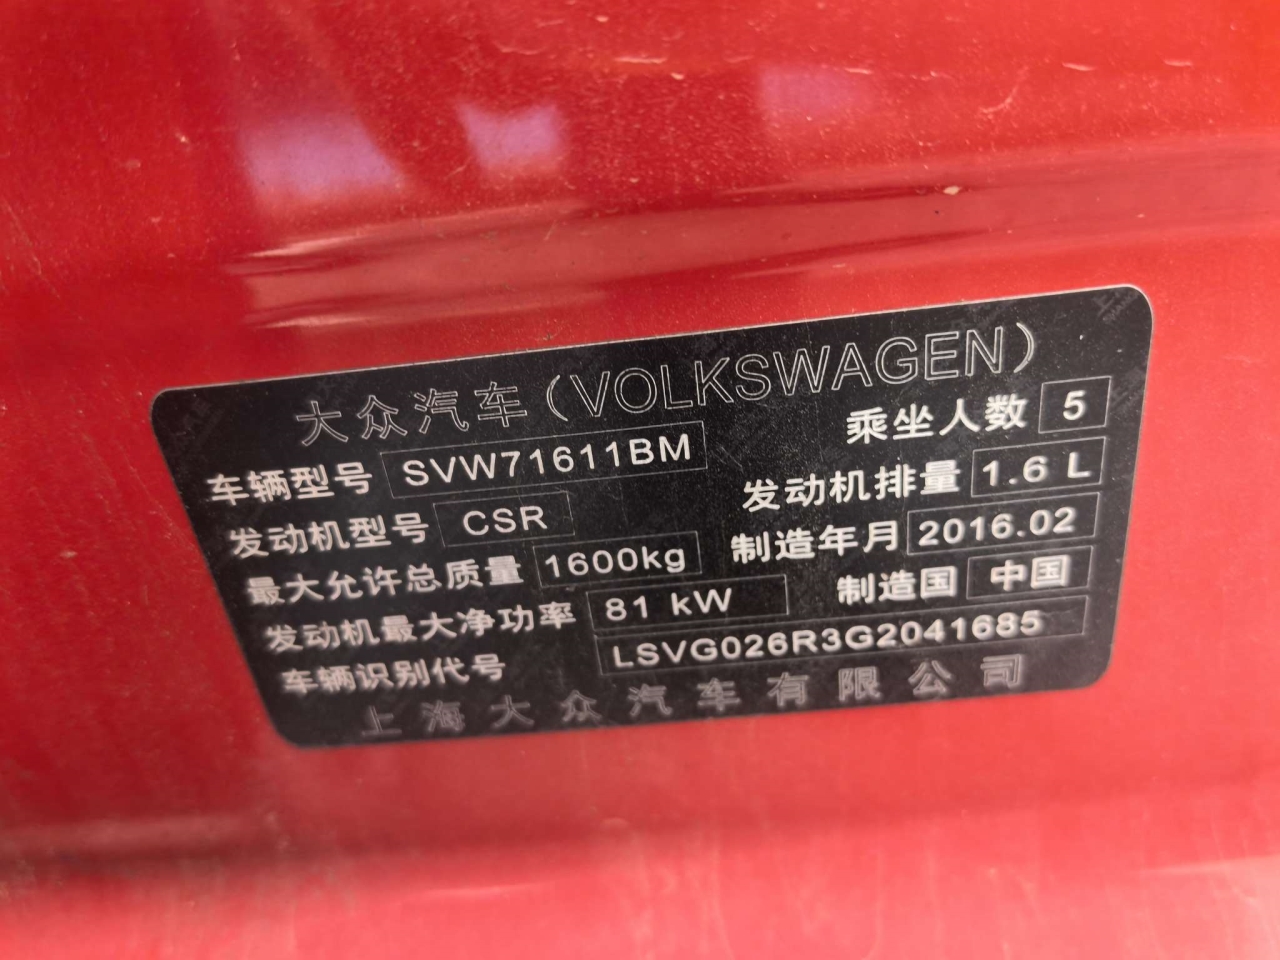 大众汽车(VOLKSWAGEN)
车辆型号 SVW71611BM 乘坐人数 5
发动机型号 CSR 发动机排量 1.6 L
最大允许总质量 1600kg 制造年月 2016.02
发动机最大净功率 81 kW 制造国 中国
车辆识别代号 LSVG026R3G2041685
上海大众汽车有限公司